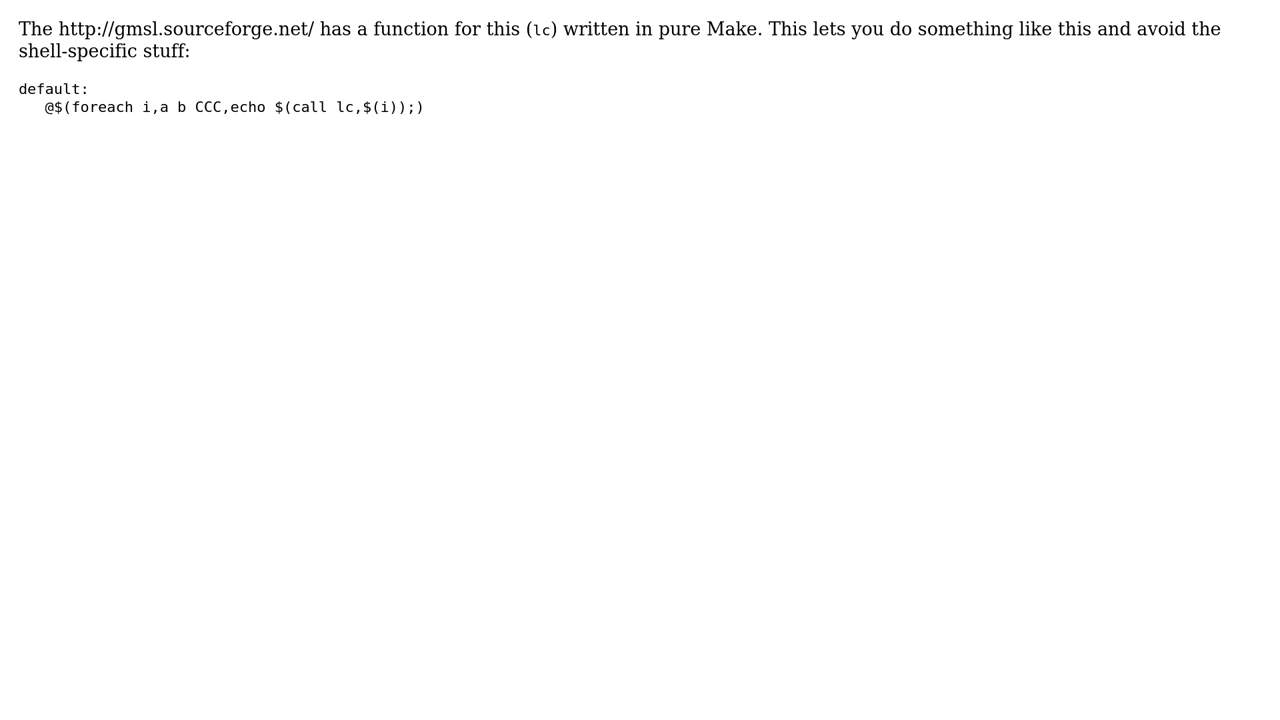 The http://gmsl.sourceforge.net/ has a function for this (lc) written in pure Make. This lets you do something like this and avoid the
shell-specific stuff:
default:
   @$(foreach i,a b CCC,echo $(call lc,$(i));)